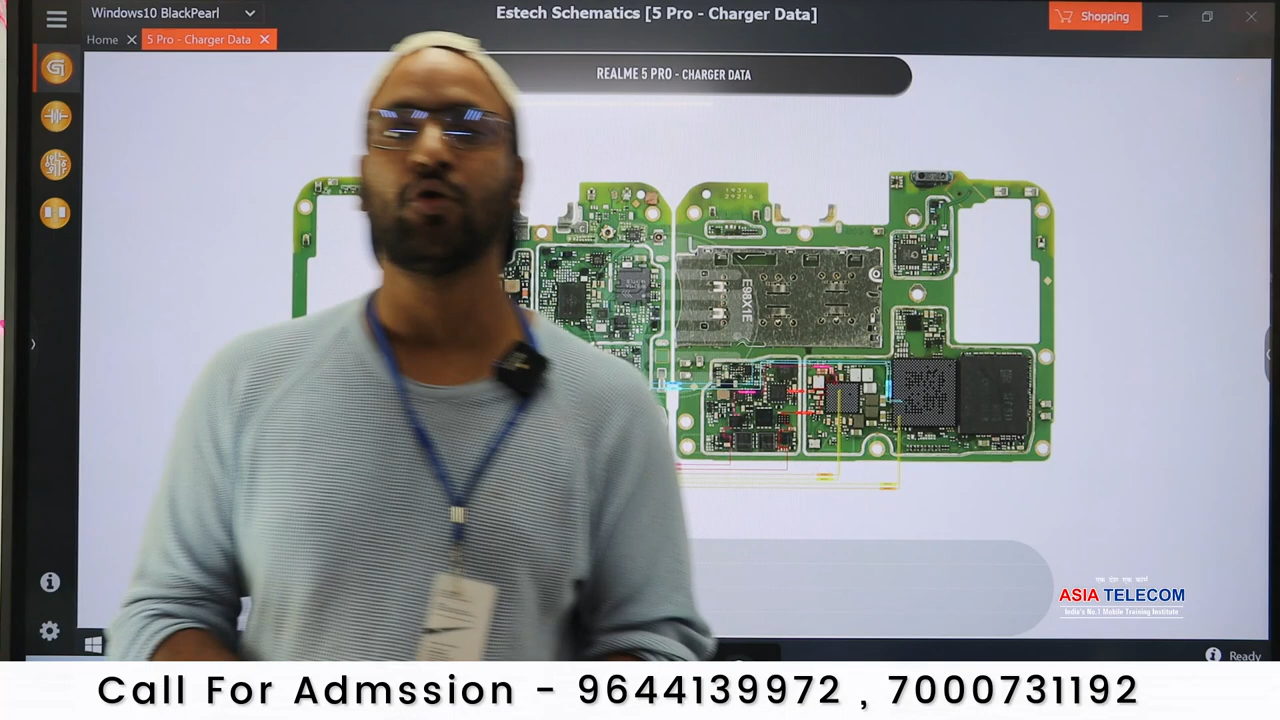 Windows10 BlackPearl
Estech Schematics [5 Pro - Charger Data]
Shopping
Home
5 Pro - Charger Data
REALME 5 PRO - CHARGER DATA
E98X1E
ASIA TELECOM
India's No.1 Mobile Training Institute
Ready
Call For Admssion - 9644139972 , 7000731192